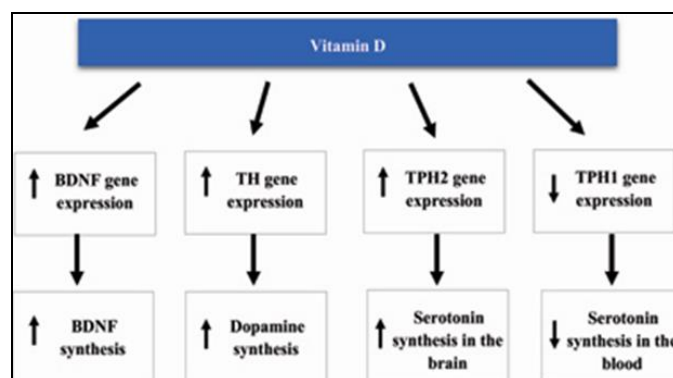 Vitamin D
BDNF gene
expression
TH gene
expression
TPH2 gene
expression
TPH1 gene
expression
BDNF
synthesis
Dopamine
synthesis
Serotonin
synthesis in the
brain
Serotonin
synthesis in the
blood